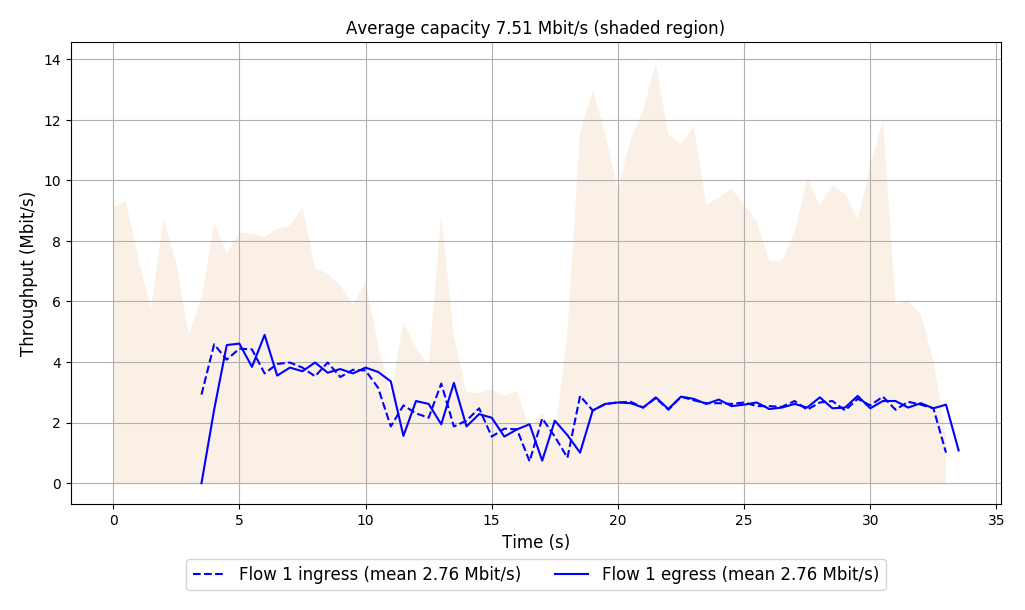 Average capacity 7.51 Mbit/s (shaded region)
Throughput (Mbit/s)
14
12
10
8
6
4
2
0
0 5 10 15 20 25 30 35
Time (s)
Flow 1 ingress (mean 2.76 Mbit/s) Flow 1 egress (mean 2.76 Mbit/s)